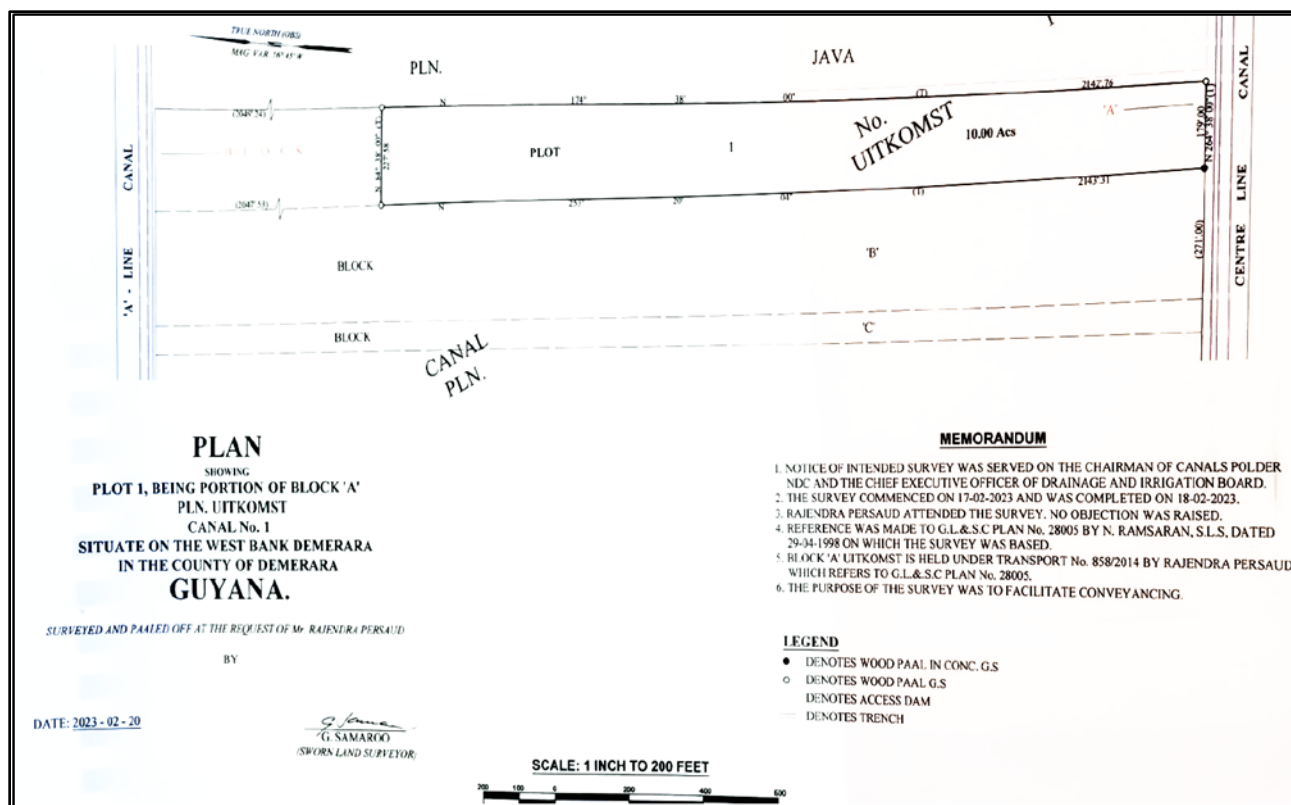 TRUE NORTH (OBS)
MAG VAR 16° 45' W
PLN.
JAVA
1
'A' - LINE CANAL
CENTRE LINE CANAL
(2049'.24)
N 174° 38' 00" (T) 2142'.76
B L O C K
'A'
N 84° 38' 00" (T)
227'.58
PLOT 1
No.
UITKOMST
10.00 Acs
179'.00
N 264° 38' 00" (T)
(2047'.53)
04" (T) 2143'.31
(271'.00)
BLOCK 'B'
BLOCK 'C'
CANAL
PLN.
PLAN
SHOWING
PLOT 1, BEING PORTION OF BLOCK 'A'
PLN. UITKOMST
CANAL No. 1
SITUATE ON THE WEST BANK DEMERARA
IN THE COUNTY OF DEMERARA
GUYANA.
SURVEYED AND PAALED OFF AT THE REQUEST OF Mr. RAJENDRA PERSAUD
BY
DATE: 2023 - 02 - 20
G. SAMAROO
(SWORN LAND SURVEYOR)
MEMORANDUM
1. NOTICE OF INTENDED SURVEY WAS SERVED ON THE CHAIRMAN OF CANALS POLDER
NDC AND THE CHIEF EXECUTIVE OFFICER OF DRAINAGE AND IRRIGATION BOARD.
2. THE SURVEY COMMENCED ON 17-02-2023 AND WAS COMPLETED ON 18-02-2023.
3. RAJENDRA PERSAUD ATTENDED THE SURVEY. NO OBJECTION WAS RAISED.
4. REFERENCE WAS MADE TO G.L.&.S.C PLAN No. 28005 BY N. RAMSARAN, S.L.S, DATED
29-04-1998 ON WHICH THE SURVEY WAS BASED.
5. BLOCK 'A' UITKOMST IS HELD UNDER TRANSPORT No. 858/2014 BY RAJENDRA PERSAUD
WHICH REFERS TO G.L.&.S.C PLAN No. 28005.
6. THE PURPOSE OF THE SURVEY WAS TO FACILITATE CONVEYANCING.
LEGEND
DENOTES WOOD PAAL IN CONC. G.S
DENOTES WOOD PAAL G.S
DENOTES ACCESS DAM
DENOTES TRENCH
SCALE: 1 INCH TO 200 FEET
200 100 0 200 400 600